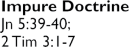 Impure Doctrine
Jn 5:39-40;
2 Tim 3:1-7